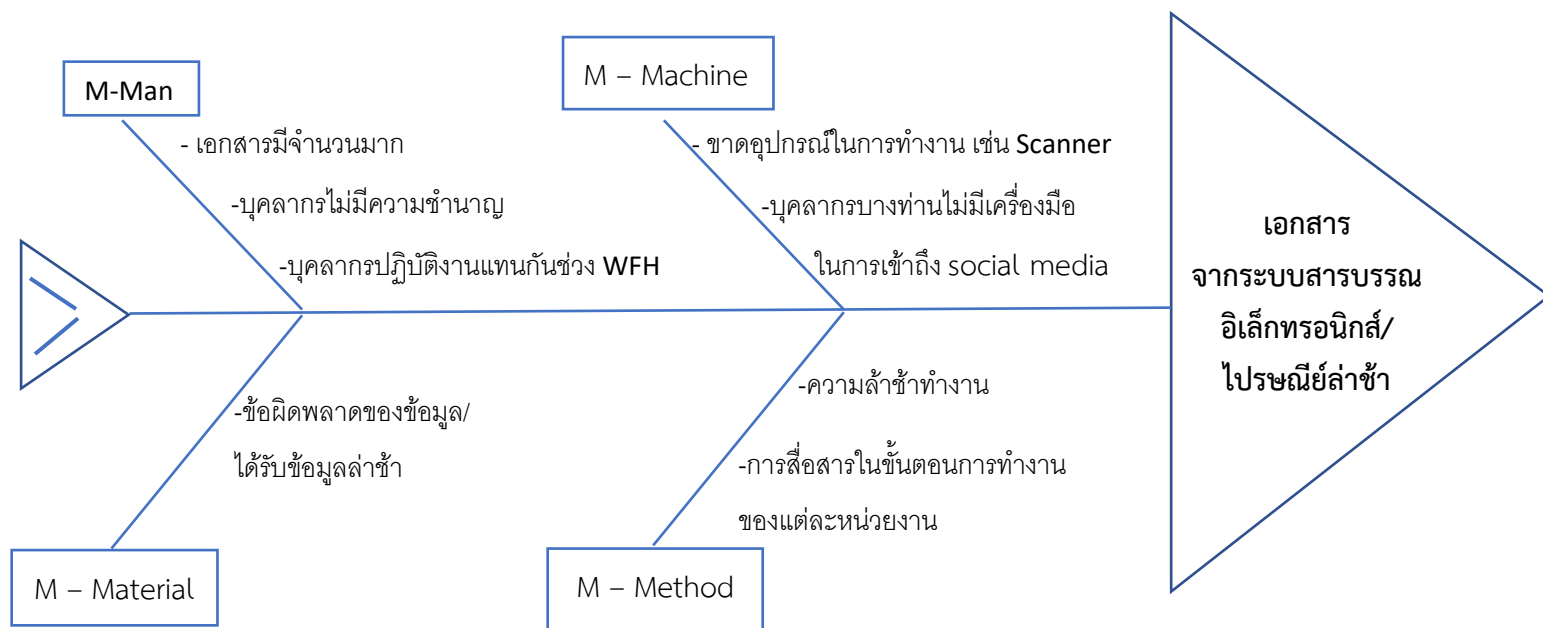 M-Man
- เอกสารมีจำนวนมาก
-บุคลากรไม่มีความชำนาญ
-บุคลากรปฏิบัติงานแทนกันช่วง WFH
M – Machine
- ขาดอุปกรณ์ในการทำงาน เช่น Scanner
-บุคลากรบางท่านไม่มีเครื่องมือ
ในการเข้าถึง social media
เอกสาร
จากระบบสารบรรณ
อิเล็กทรอนิกส์/
ไปรษณีย์ล่าช้า
-ข้อผิดพลาดของข้อมูล/
ได้รับข้อมูลล่าช้า
M – Material
-ความล้าช้าทำงาน
-การสื่อสารในขั้นตอนการทำงาน
ของแต่ละหน่วยงาน
M – Method